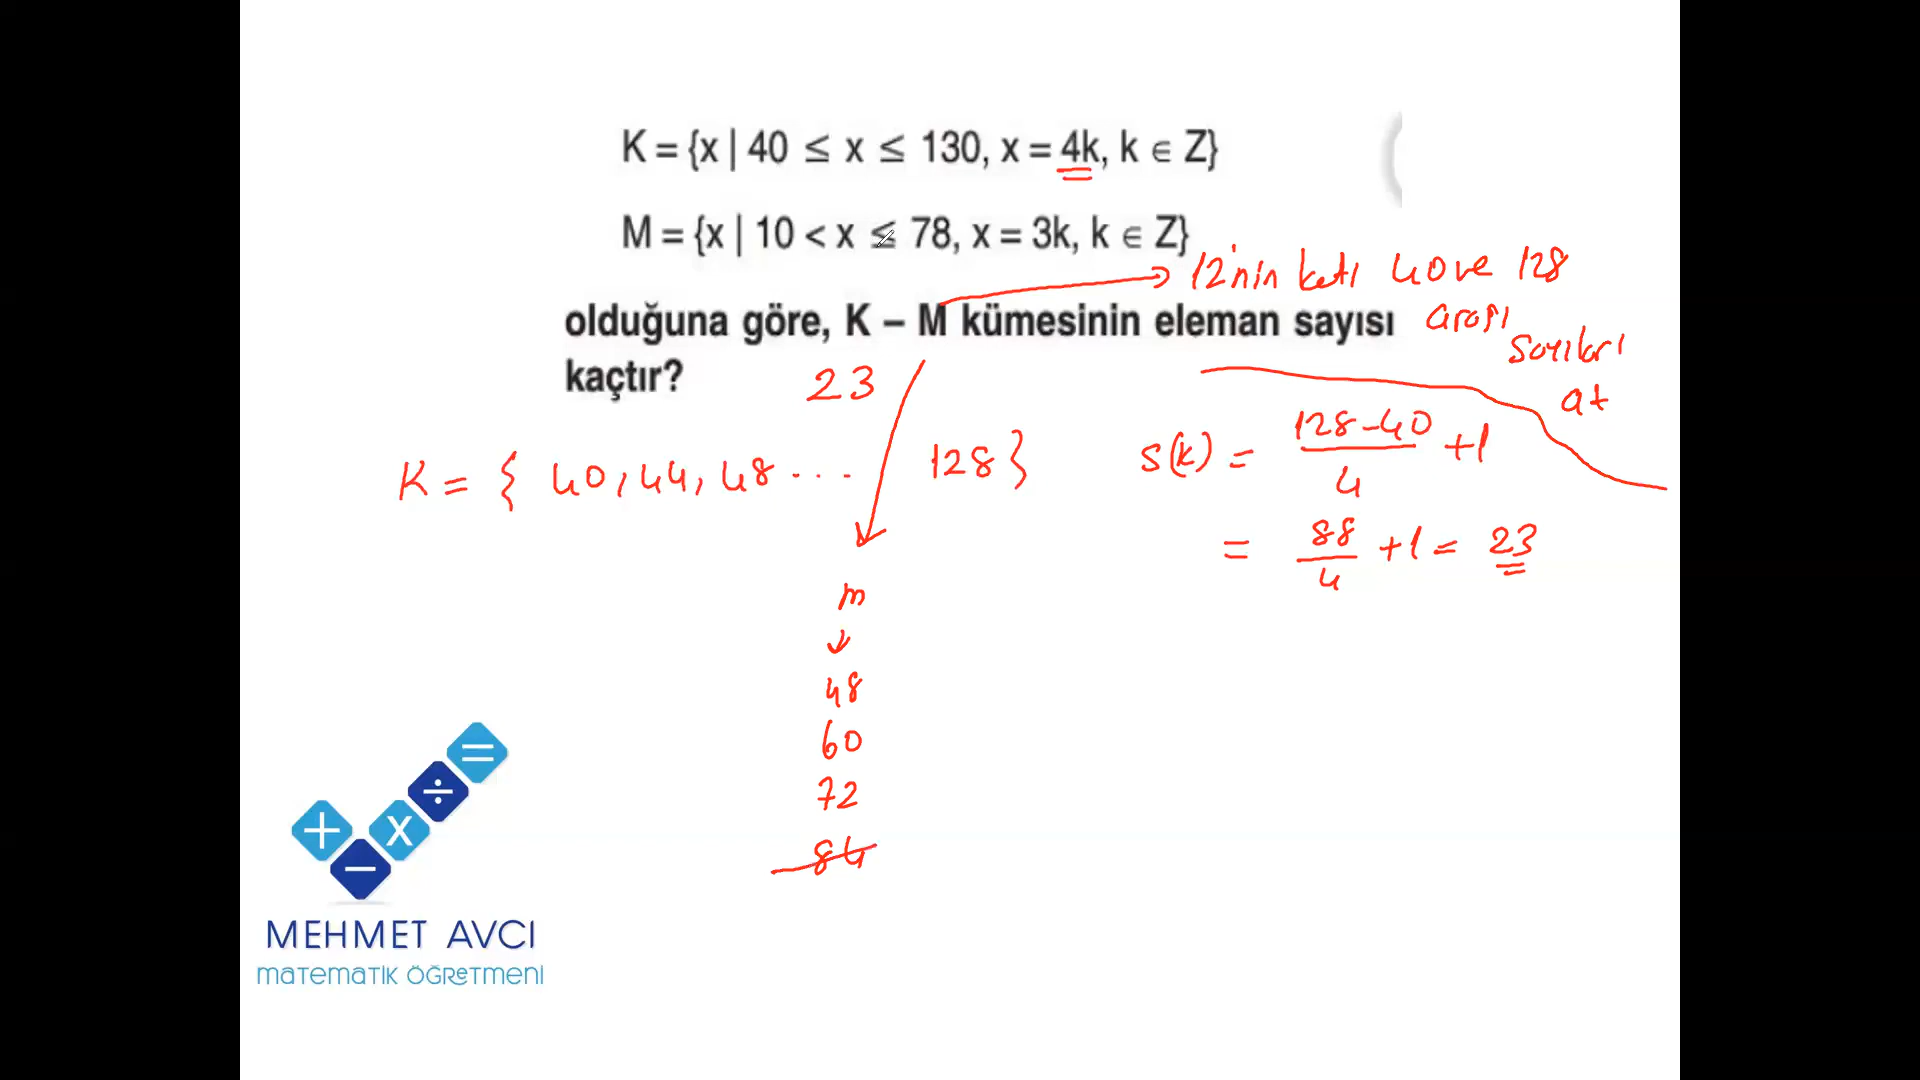 K = {x | 40 ≤ x ≤ 130, x = 4k, k ∈ Z}
M = {x | 10 < x ≤ 78, x = 3k, k ∈ Z}
12'nin katı 40 ve 128
arası
sayıları
at
olduğuna göre, K – M kümesinin eleman sayısı
kaçtır?
23
K = { 40, 44, 48 ... 128}
s(k) = 128-40 / 4 + 1
= 88 / 4 + 1 = 23
m
48
60
72
84
+ − x ÷ =
MEHMET AVCI
matematik öğretmeni